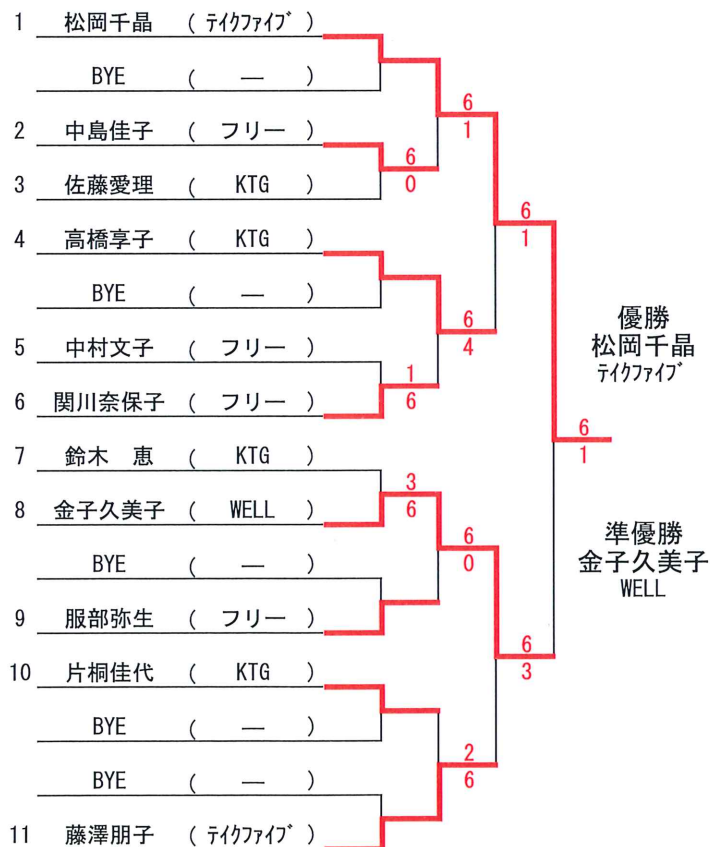 1 松岡千晶 ( ﾃｲｸﾌｧｲﾌﾞ )
BYE ( ― )
2 中島佳子 ( フリー )
3 佐藤愛理 ( KTG )
4 高橋享子 ( KTG )
BYE ( ― )
5 中村文子 ( フリー )
6 関川奈保子 ( フリー )
7 鈴木 恵 ( KTG )
8 金子久美子 ( WELL )
BYE ( ― )
9 服部弥生 ( フリー )
10 片桐佳代 ( KTG )
BYE ( ― )
BYE ( ― )
11 藤澤朋子 ( ﾃｲｸﾌｧｲﾌﾞ )
6
0
1
6
3
6
6
1
6
4
6
0
2
6
6
1
6
3
6
1
優勝
松岡千晶
ﾃｲｸﾌｧｲﾌﾞ
準優勝
金子久美子
WELL